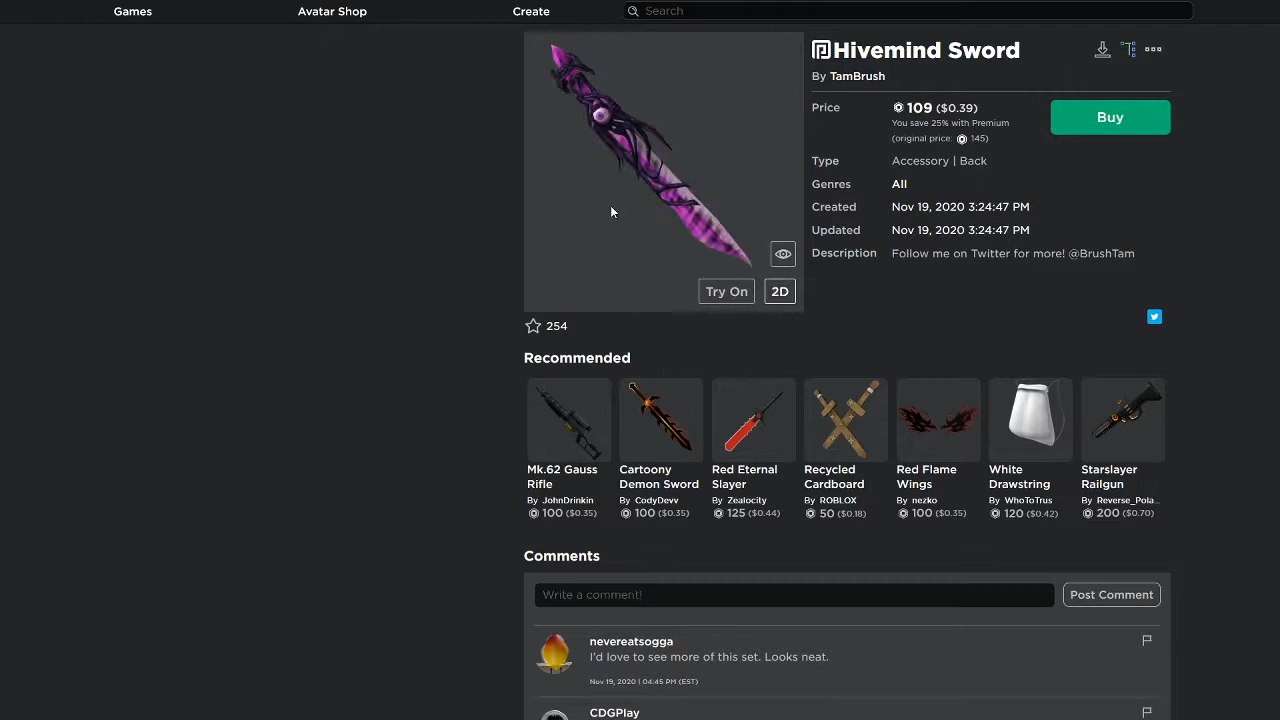 Games Avatar Shop Create Search
Hivemind Sword
By TamBrush
Price 109 ($0.39) Buy
You save 25% with Premium
(original price: 145)
Type Accessory | Back
Genres All
Created Nov 19, 2020 3:24:47 PM
Updated Nov 19, 2020 3:24:47 PM
Description Follow me on Twitter for more! @BrushTam
Try On 2D
254
Recommended
Mk.62 Gauss Rifle
By JohnDrinkin
100 ($0.35)
Cartoony Demon Sword
By CodyDevv
100 ($0.35)
Red Eternal Slayer
By Zealocity
125 ($0.44)
Recycled Cardboard
By ROBLOX
50 ($0.18)
Red Flame Wings
By nezko
100 ($0.35)
White Drawstring
By WhoToTrus
120 ($0.42)
Starslayer Railgun
By Reverse_Pola...
200 ($0.70)
Comments
Write a comment! Post Comment
nevereatsogga
I'd love to see more of this set. Looks neat.
Nov 19, 2020 | 04:45 PM (EST)
CDGPlay